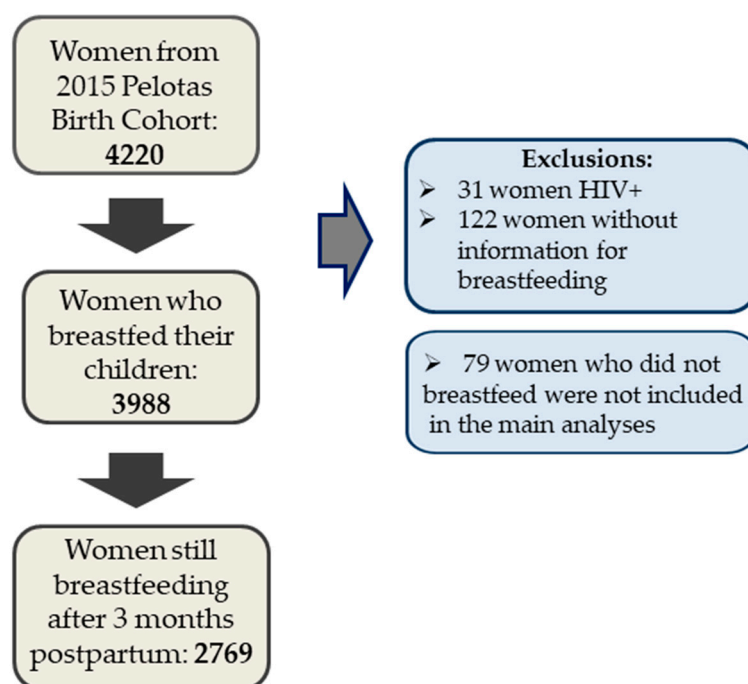 Women from
2015 Pelotas
Birth Cohort:
4220
Exclusions:
➢ 31 women HIV+
➢ 122 women without
information for
breastfeeding
Women who
breastfed their
children:
3988
➢ 79 women who did not
breastfeed were not included
in the main analyses
Women still
breastfeeding
after 3 months
postpartum: 2769